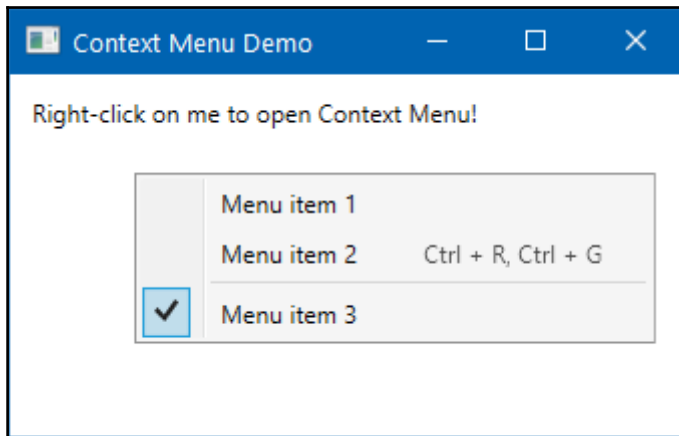 Context Menu Demo
Right-click on me to open Context Menu!
Menu item 1
Menu item 2 Ctrl + R, Ctrl + G
Menu item 3